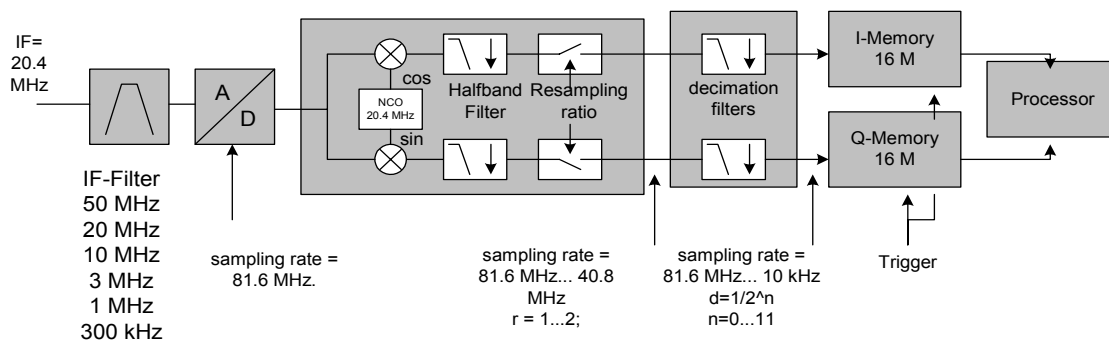 IF=
20.4
MHz
A
D
cos
NCO
20.4 MHz
sin
Halfband
Filter
Resampling
ratio
decimation
filters
I-Memory
16 M
Q-Memory
16 M
Processor
IF-Filter
50 MHz
20 MHz
10 MHz
3 MHz
1 MHz
300 kHz
sampling rate =
81.6 MHz.
sampling rate =
81.6 MHz... 40.8
MHz
r = 1...2;
sampling rate =
81.6 MHz... 10 kHz
d=1/2^n
n=0...11
Trigger